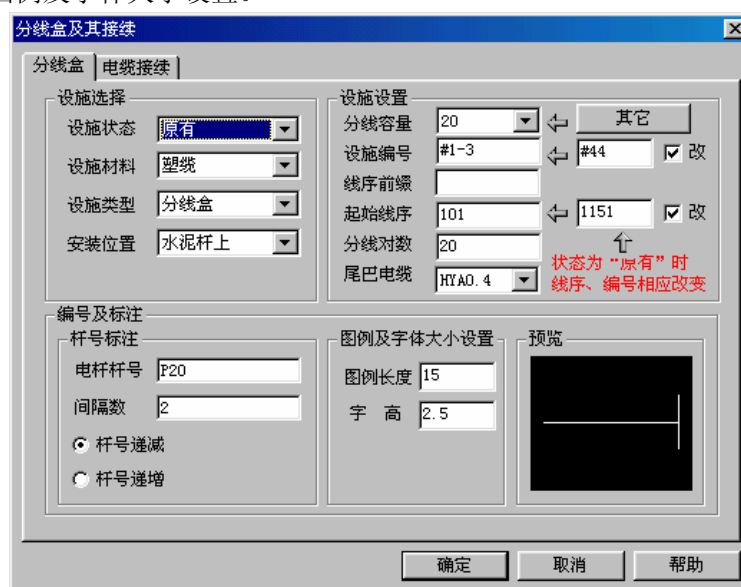 分线盒及其接续
分线盒 电缆接续
设施选择
设施状态 原有
设施材料 塑缆
设施类型 分线盒
安装位置 水泥杆上
设施设置
分线容量 20 其它
设施编号 #1-3 #44 改
线序前缀
起始线序 101 1151 改
分线对数 20
尾巴电缆 HYA0.4
状态为“原有”时
线序、编号相应改变
编号及标注
杆号标注
电杆杆号 P20
间隔数 2
杆号递减
杆号递增
图例及字体大小设置
图例长度 15
字 高 2.5
预览
确定 取消 帮助